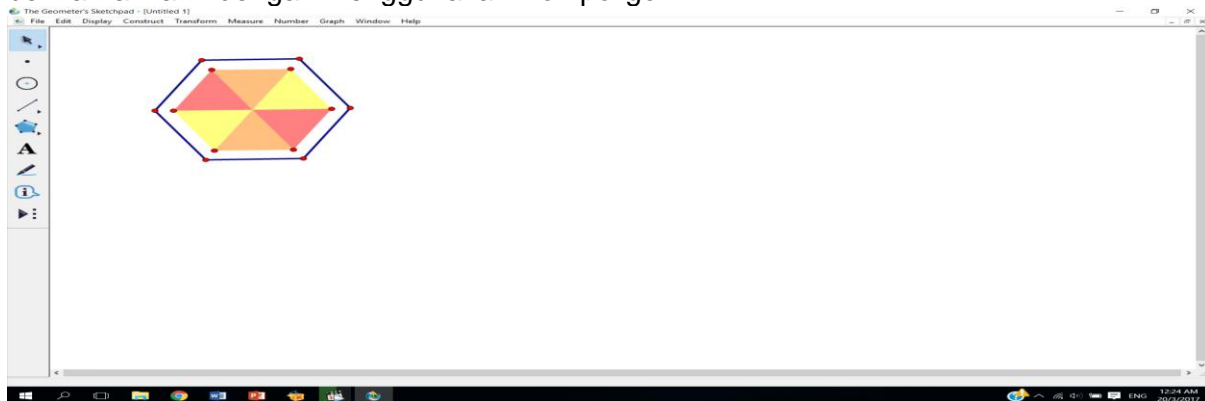 The Geometer's Sketchpad - [Untitled 1]
File Edit Display Construct Transform Measure Number Graph Window Help
A
ENG
12:24 AM
20/3/2017